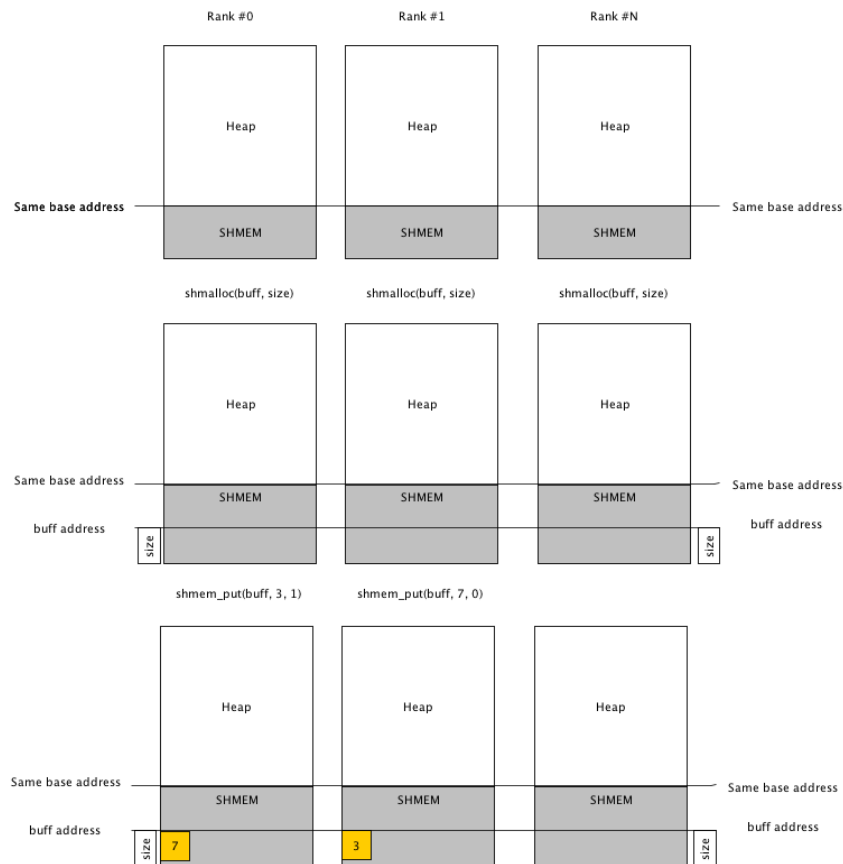 Rank #0 Rank #1 Rank #N
Heap Heap Heap
Same base address Same base address
SHMEM SHMEM SHMEM
shmalloc(buff, size) shmalloc(buff, size) shmalloc(buff, size)
Heap Heap Heap
Same base address Same base address
SHMEM SHMEM SHMEM
buff address buff address
size size
shmem_put(buff, 3, 1) shmem_put(buff, 7, 0)
Heap Heap Heap
Same base address Same base address
SHMEM SHMEM SHMEM
buff address buff address
size 7 3 size